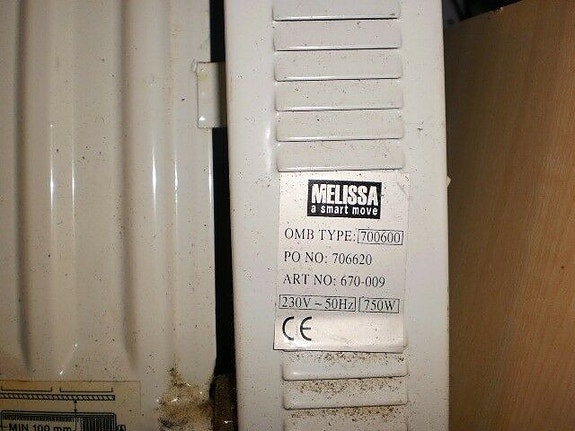 MELISSA
a smart move
OMB TYPE: 700600
PO NO: 706620
ART NO: 670-009
230V ~ 50Hz 750W
CE
MIN 100 mm